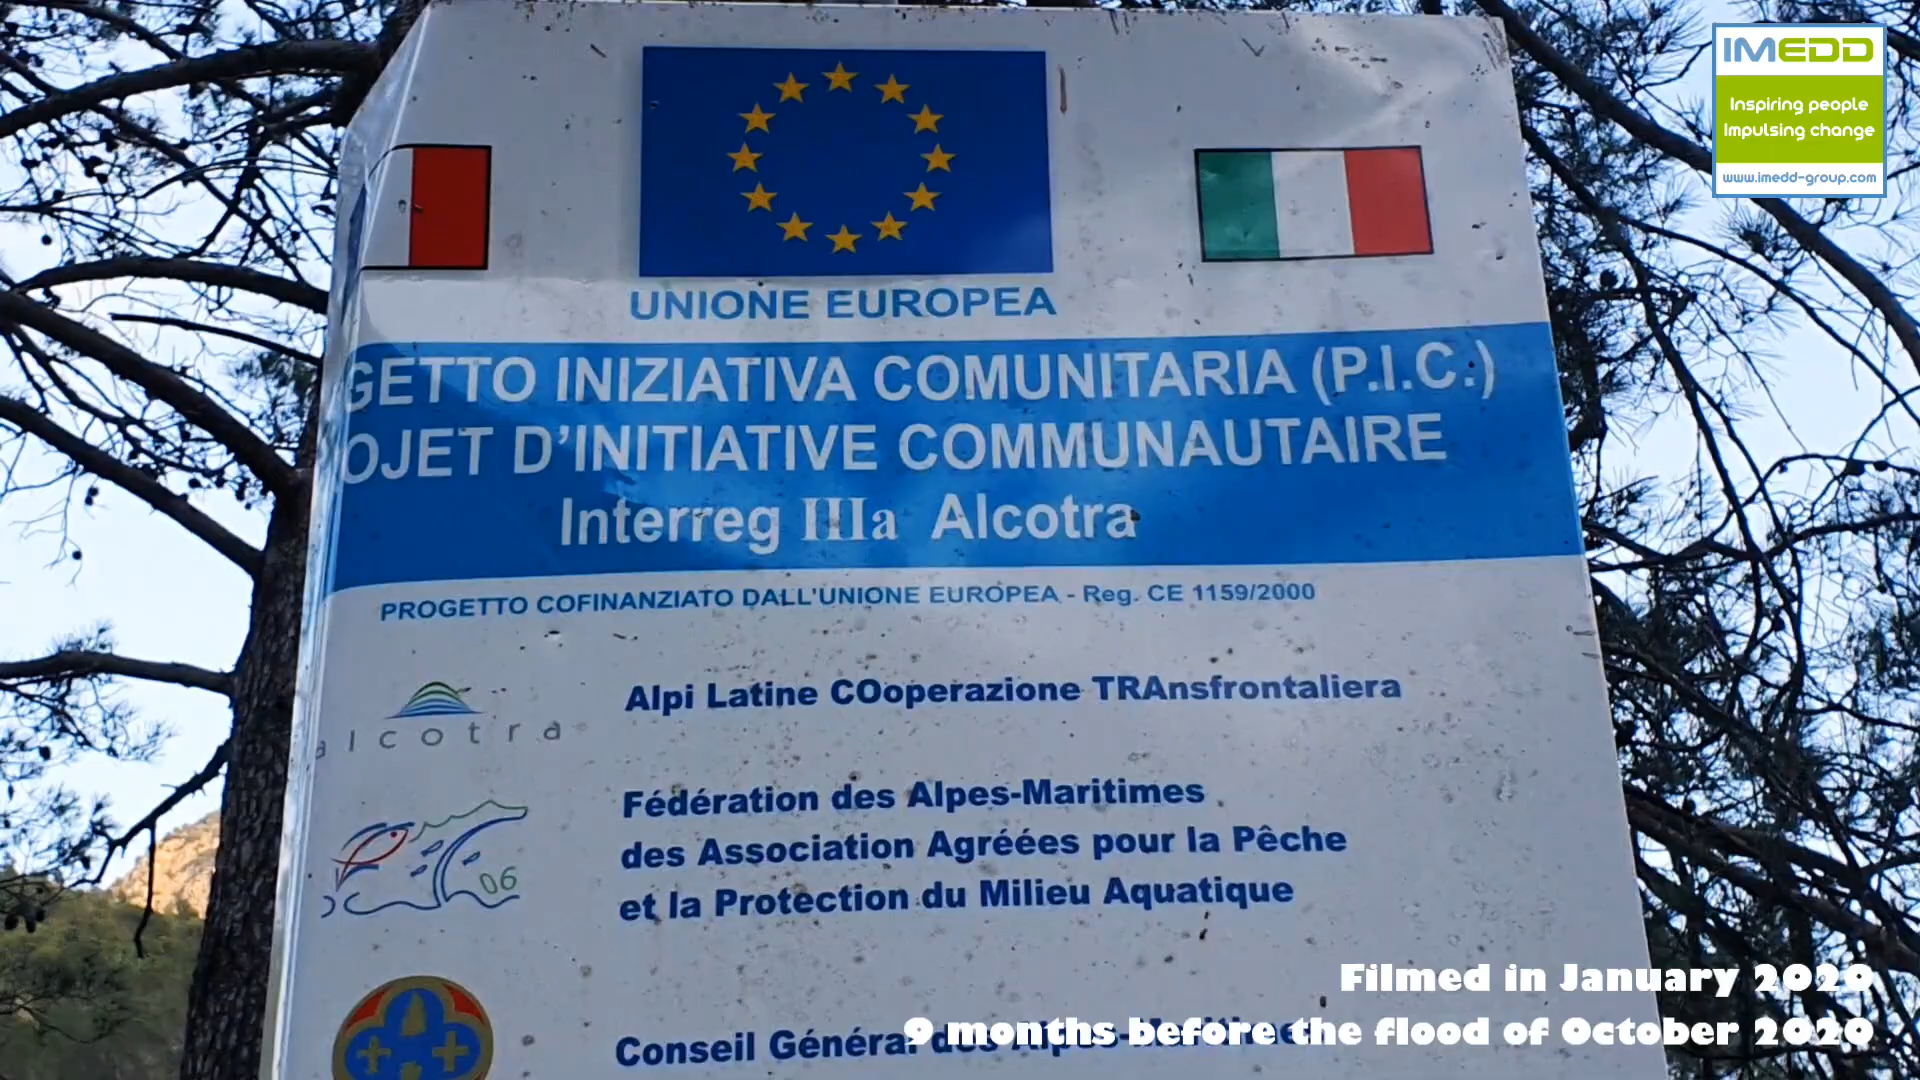 IMEDD
Inspiring people
Impulsing change
www.imedd-group.com
UNIONE EUROPEA
GETTO INIZIATIVA COMUNITARIA (P.I.C.)
OJET D'INITIATIVE COMMUNAUTAIRE
Interreg IIIa Alcotra
PROGETTO COFINANZIATO DALL'UNIONE EUROPEA - Reg. CE 1159/2000
alcotra
Alpi Latine COoperazione TRAnsfrontaliera
06
Fédération des Alpes-Maritimes
des Association Agréées pour la Pêche
et la Protection du Milieu Aquatique
Conseil Général des Alpes-Maritimes
Filmed in January 2020
9 months before the flood of October 2020